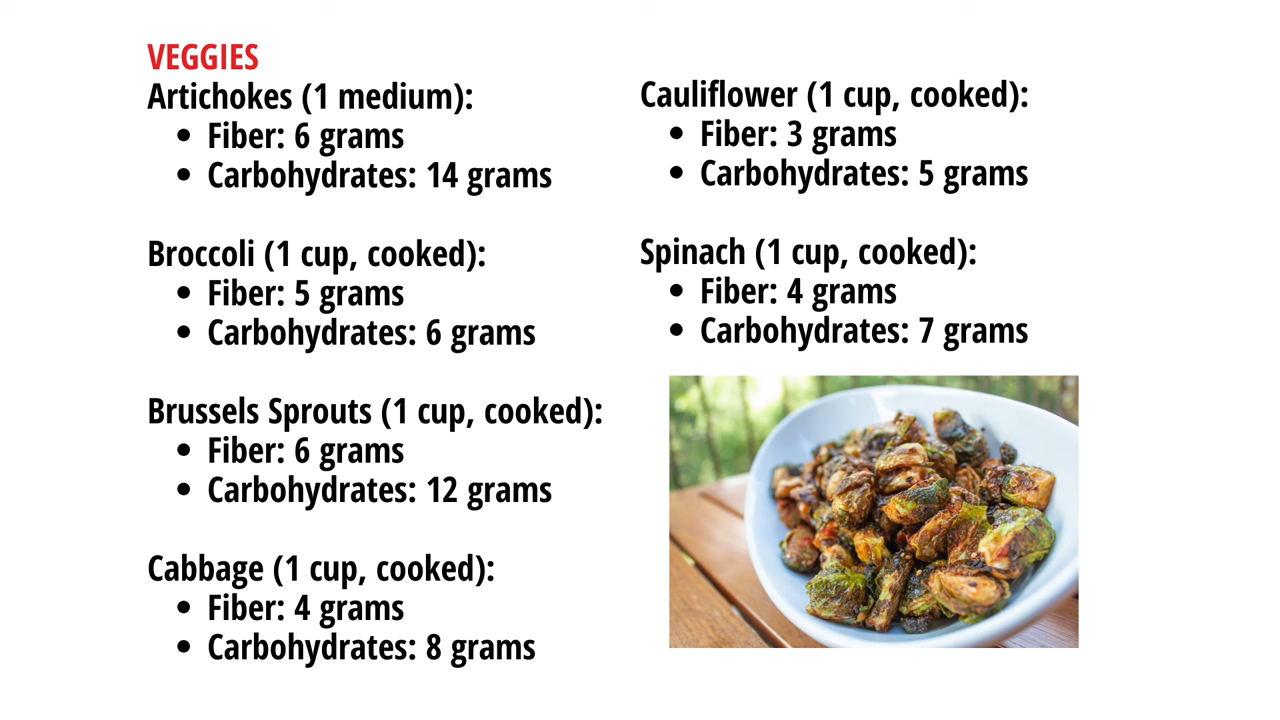 VEGGIES
Artichokes (1 medium):
• Fiber: 6 grams
• Carbohydrates: 14 grams
Broccoli (1 cup, cooked):
• Fiber: 5 grams
• Carbohydrates: 6 grams
Brussels Sprouts (1 cup, cooked):
• Fiber: 6 grams
• Carbohydrates: 12 grams
Cabbage (1 cup, cooked):
• Fiber: 4 grams
• Carbohydrates: 8 grams
Cauliflower (1 cup, cooked):
• Fiber: 3 grams
• Carbohydrates: 5 grams
Spinach (1 cup, cooked):
• Fiber: 4 grams
• Carbohydrates: 7 grams